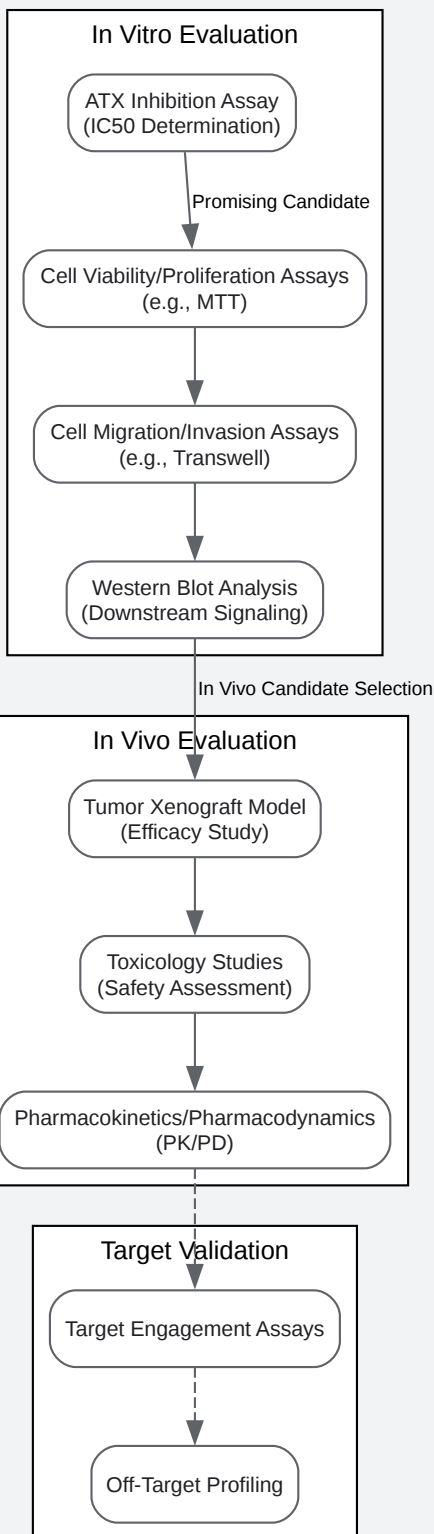 In Vitro Evaluation
ATX Inhibition Assay
(IC50 Determination)
Promising Candidate
Cell Viability/Proliferation Assays
(e.g., MTT)
Cell Migration/Invasion Assays
(e.g., Transwell)
Western Blot Analysis
(Downstream Signaling)
In Vivo Candidate Selection
In Vivo Evaluation
Tumor Xenograft Model
(Efficacy Study)
Toxicology Studies
(Safety Assessment)
Pharmacokinetics/Pharmacodynamics
(PK/PD)
Target Validation
Target Engagement Assays
Off-Target Profiling